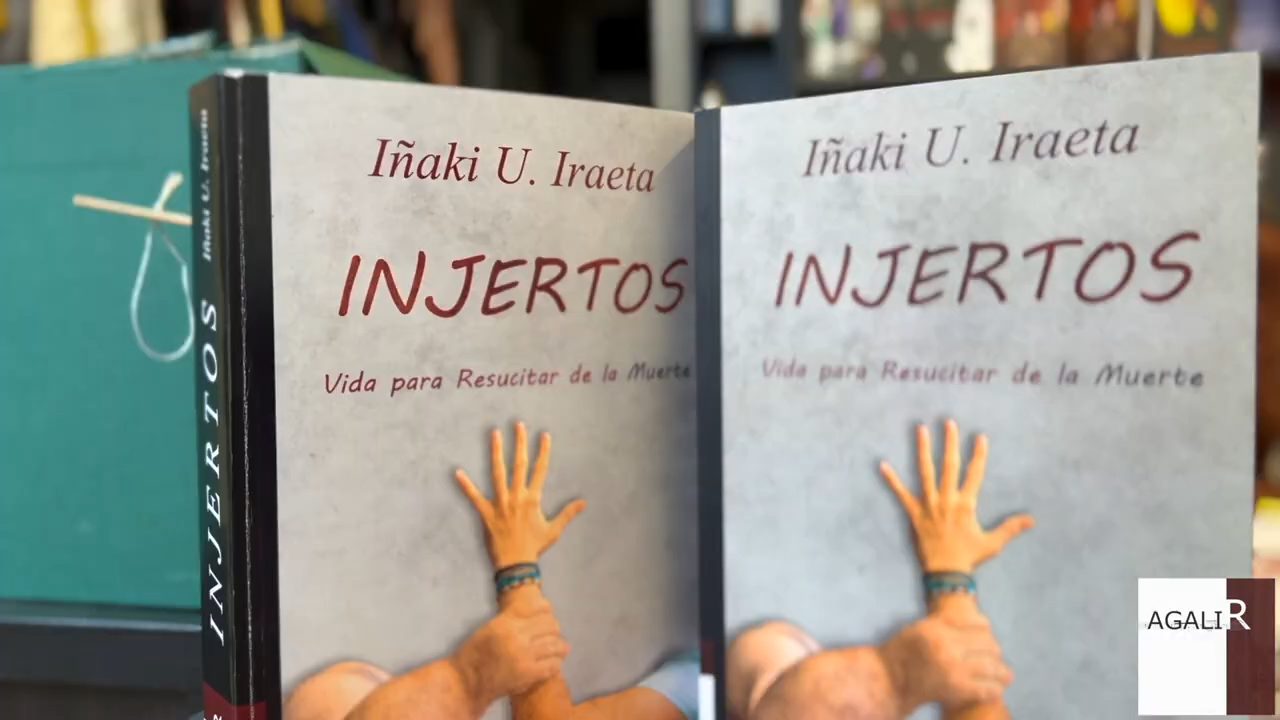 Iñaki U. Iraeta
INJERTOS
Iñaki U. Iraeta
INJERTOS
Vida para Resucitar de la Muerte
Iñaki U. Iraeta
INJERTOS
Vida para Resucitar de la Muerte
AGALIR